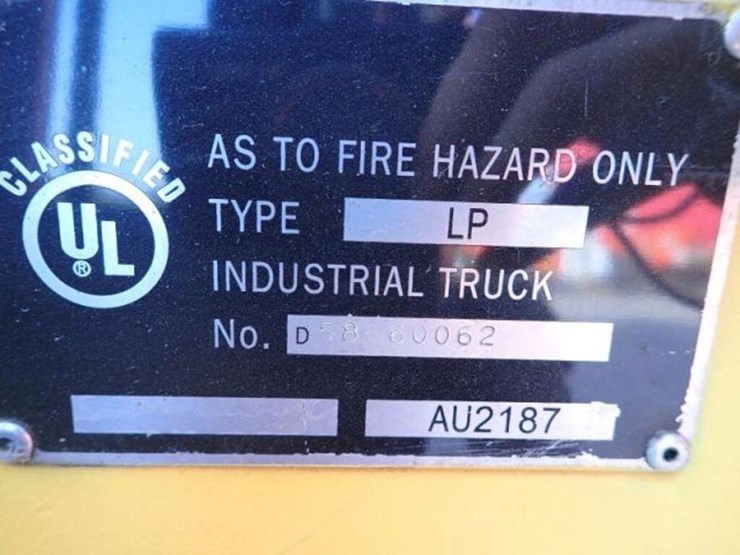 CLASSIFIED
UL®
AS TO FIRE HAZARD ONLY
TYPE LP
INDUSTRIAL TRUCK
No. D
AU2187